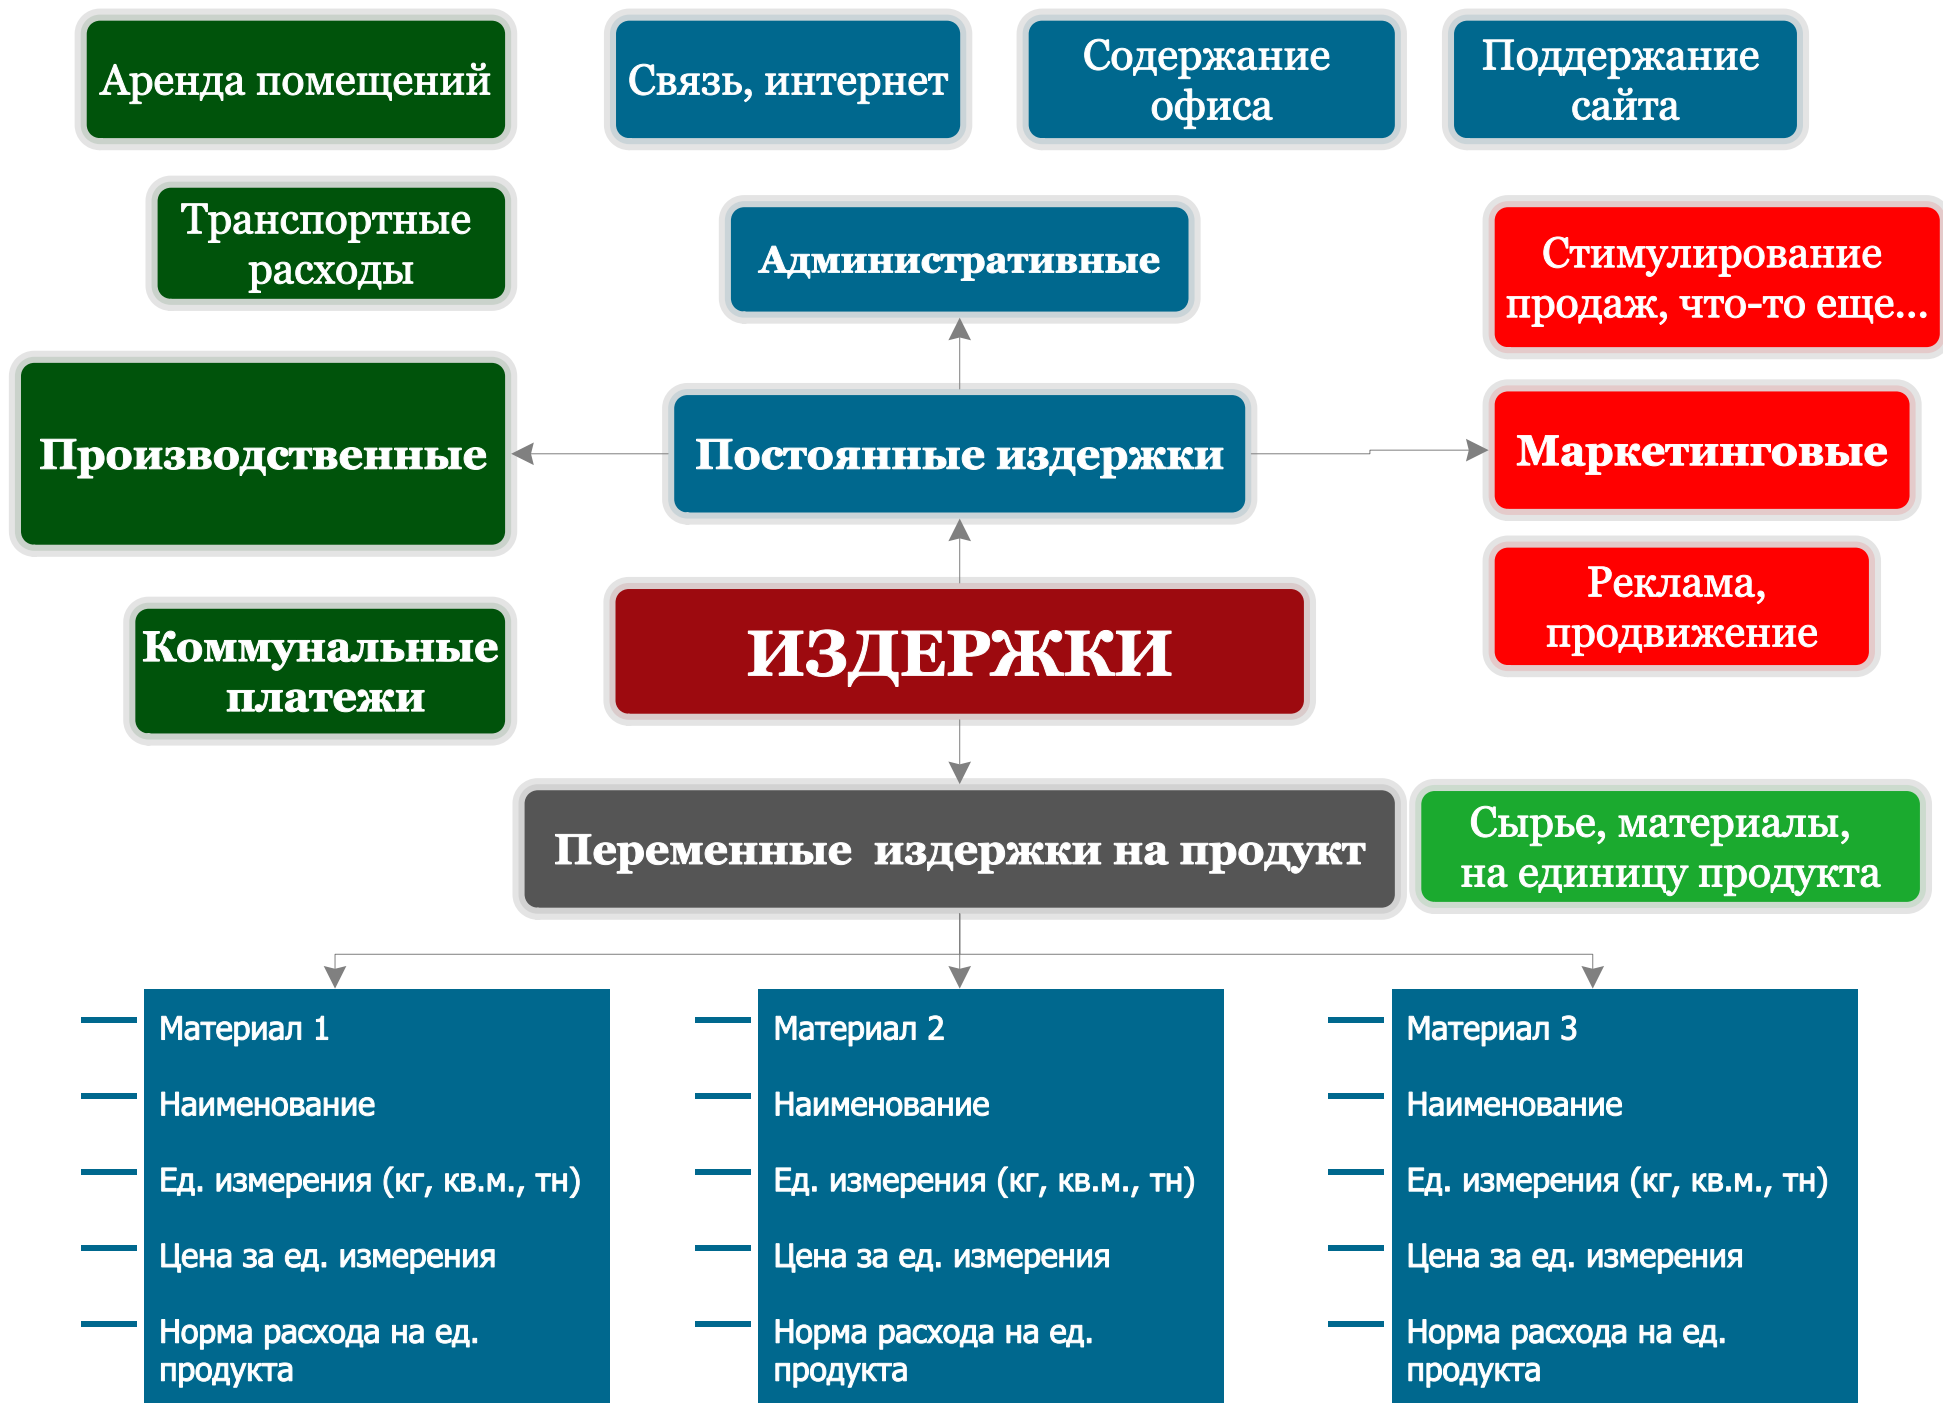 Аренда помещений
Связь, интернет
Содержание
офиса
Поддержание
сайта
Транспортные
расходы
Административные
Стимулирование
продаж, что-то еще...
Производственные
Постоянные издержки
Маркетинговые
Реклама,
продвижение
Коммунальные
платежи
ИЗДЕРЖКИ
Переменные издержки на продукт
Сырье, материалы,
на единицу продукта
Материал 1
Наименование
Ед. измерения (кг, кв.м., тн)
Цена за ед. измерения
Норма расхода на ед.
продукта
Материал 2
Наименование
Ед. измерения (кг, кв.м., тн)
Цена за ед. измерения
Норма расхода на ед.
продукта
Материал 3
Наименование
Ед. измерения (кг, кв.м., тн)
Цена за ед. измерения
Норма расхода на ед.
продукта